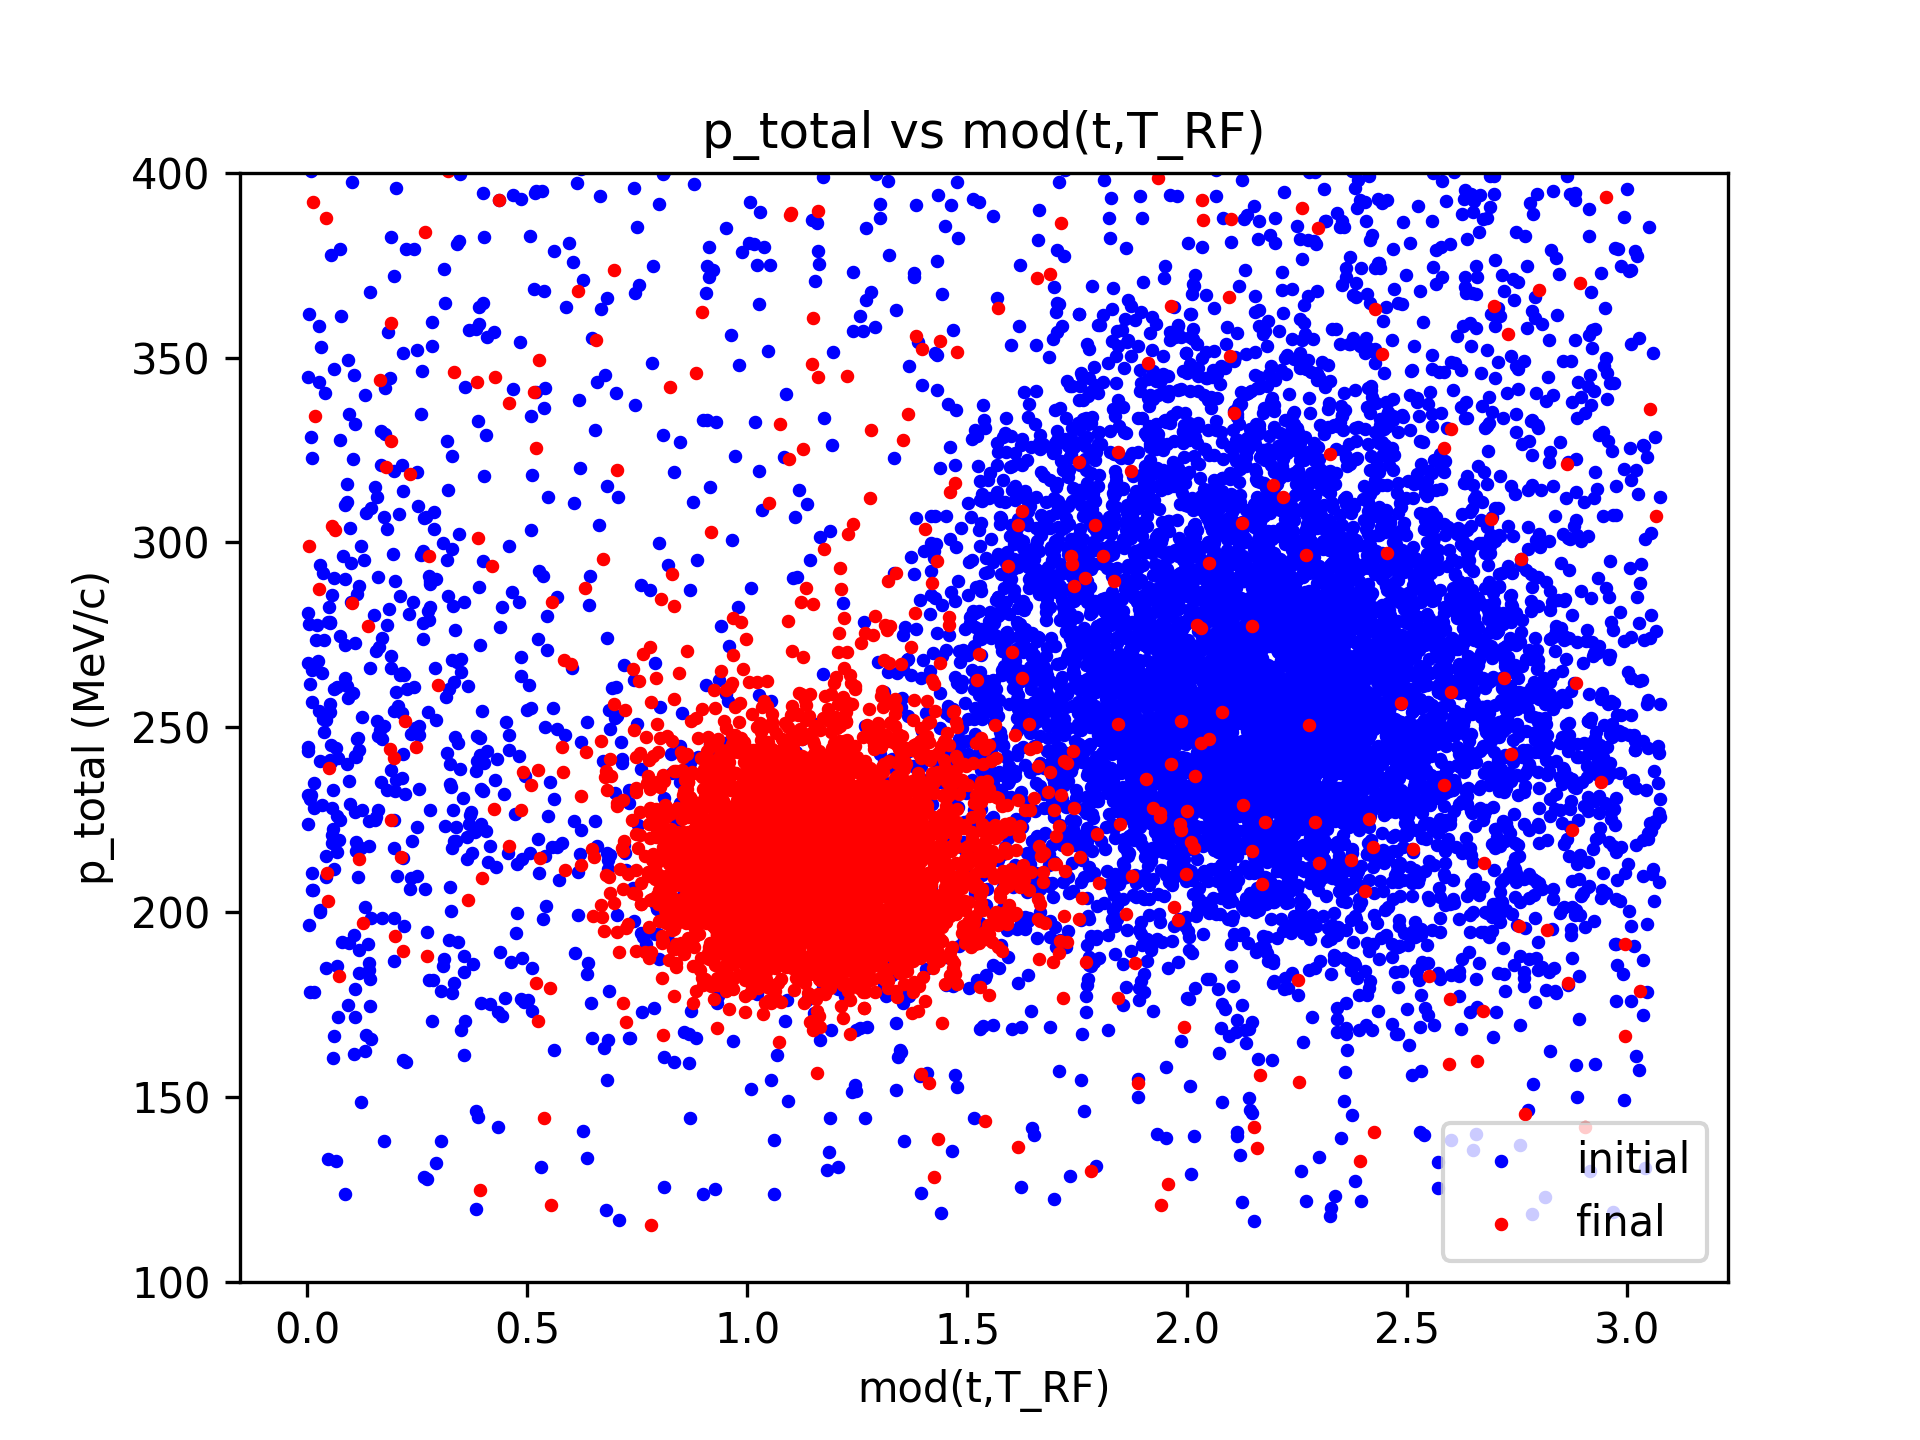 p_total vs mod(t,T_RF)
400
350
300
250
200
150
100
p_total (MeV/c)
0.0 0.5 1.0 1.5 2.0 2.5 3.0
mod(t,T_RF)
initial
final